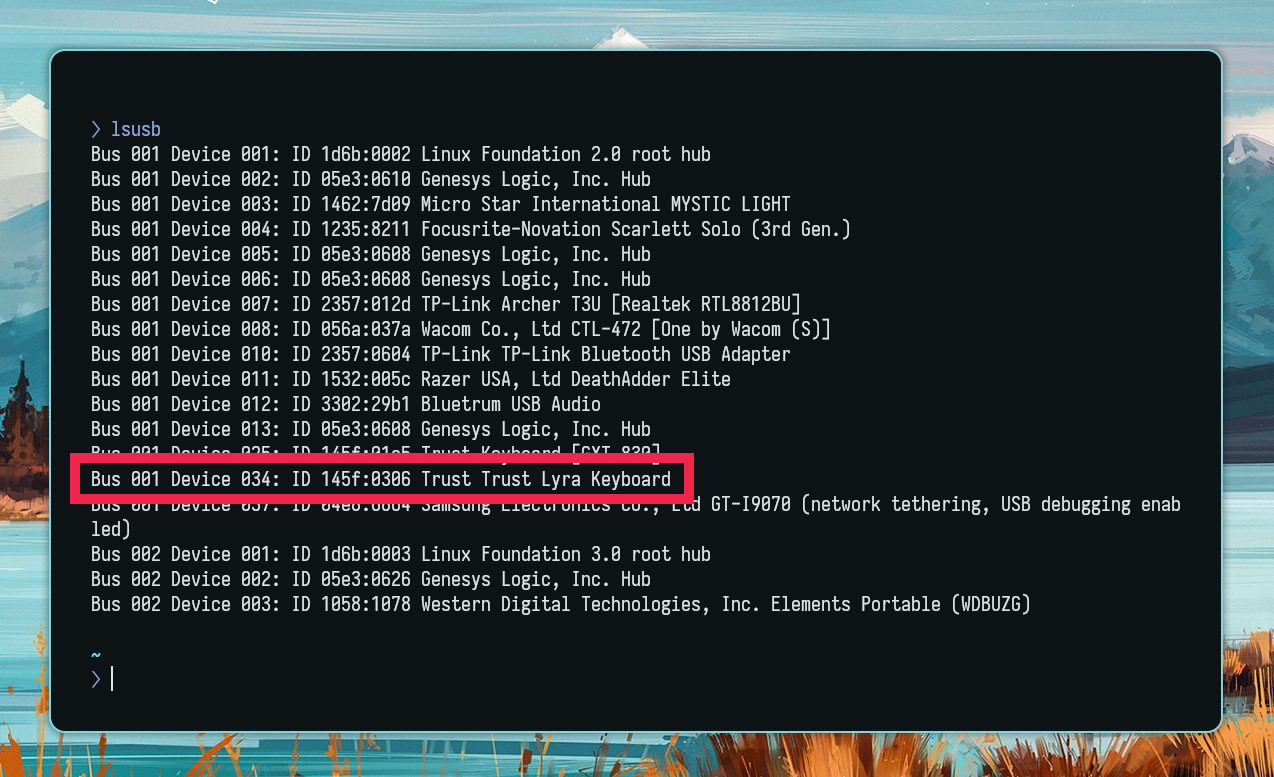 > lsusb
Bus 001 Device 001: ID 1d6b:0002 Linux Foundation 2.0 root hub
Bus 001 Device 002: ID 05e3:0610 Genesys Logic, Inc. Hub
Bus 001 Device 003: ID 1462:7d09 Micro Star International MYSTIC LIGHT
Bus 001 Device 004: ID 1235:8211 Focusrite-Novation Scarlett Solo (3rd Gen.)
Bus 001 Device 005: ID 05e3:0608 Genesys Logic, Inc. Hub
Bus 001 Device 006: ID 05e3:0608 Genesys Logic, Inc. Hub
Bus 001 Device 007: ID 2357:012d TP-Link Archer T3U [Realtek RTL8812BU]
Bus 001 Device 008: ID 056a:037a Wacom Co., Ltd CTL-472 [One by Wacom (S)]
Bus 001 Device 010: ID 2357:0604 TP-Link TP-Link Bluetooth USB Adapter
Bus 001 Device 011: ID 1532:005c Razer USA, Ltd DeathAdder Elite
Bus 001 Device 012: ID 3302:29b1 Bluetrum USB Audio
Bus 001 Device 013: ID 05e3:0608 Genesys Logic, Inc. Hub
Bus 001 Device ID Trust Keyboard
Bus 001 Device 034: ID 145f:0306 Trust Trust Lyra Keyboard
Bus 001 Device ID Samsung Electronics Co., Ltd GT-I9070 (network tethering, USB debugging enab
led)
Bus 002 Device 001: ID 1d6b:0003 Linux Foundation 3.0 root hub
Bus 002 Device 002: ID 05e3:0626 Genesys Logic, Inc. Hub
Bus 002 Device 003: ID 1058:1078 Western Digital Technologies, Inc. Elements Portable (WDBUZG)
~
>